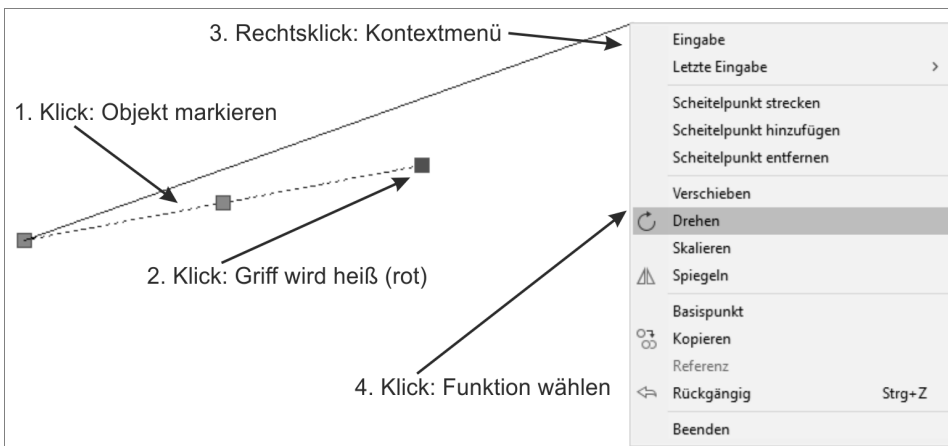 3. Rechtsklick: Kontextmenü
1. Klick: Objekt markieren
2. Klick: Griff wird heiß (rot)
4. Klick: Funktion wählen
Eingabe
Letzte Eingabe >
Scheitelpunkt strecken
Scheitelpunkt hinzufügen
Scheitelpunkt entfernen
Verschieben
Drehen
Skalieren
Spiegeln
Basispunkt
Kopieren
Referenz
Rückgängig Strg+Z
Beenden